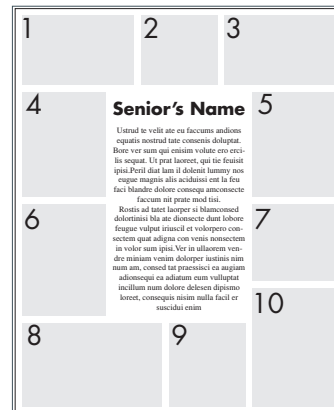 1
2
3
4
Senior's Name
5
Ustrud te velit ate eu faccums andions
equatis nostrud tate consenis doluptat.
Bore ver sum qui enisim volute ero erci-
lis sequat. Ut prat laoreet, qui tie feuisit
ipisi.Peril diat lam il dolenit lummy nos
eugue magnis alis aciduissi ent la feu
faci blandre dolore consequ amconsecte
faccum nit prate mod tisi.
Rostis ad tatet laorper si blamconsed
dolortinisi bla ate dionsecte dunt lobore
feugue vulput iriuscil et volorpero con-
sectem quat adigna con venis nonsectem
in volor sum ipisi.Ver in ullaorem ven-
dre miniam venim dolorper iustinis nim
num am, consed tat praessisci ea augiam
adionsequi ea adiatum eum vulluptat
incillum num dolore delesen dipismo
loreet, consequis nisim nulla facil er
suscidui enim
6
7
8
9
10